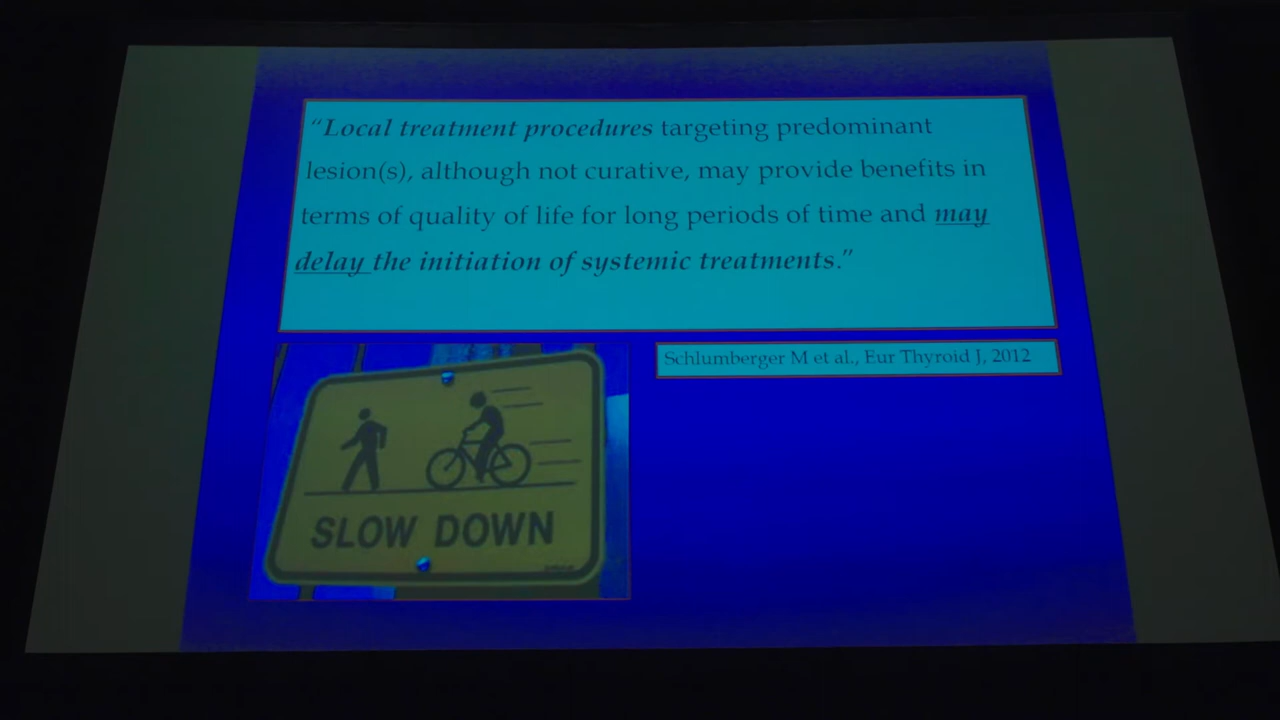 “Local treatment procedures targeting predominant
lesion(s), although not curative, may provide benefits in
terms of quality of life for long periods of time and may
delay the initiation of systemic treatments.”
Schlumberger M et al., Eur Thyroid J, 2012
SLOW DOWN